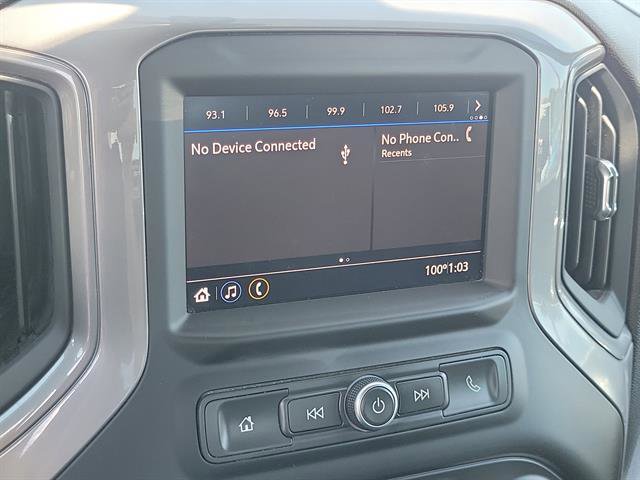 93.1 96.5 99.9 102.7 105.9
No Device Connected
No Phone Con..
Recents
100° 1:03